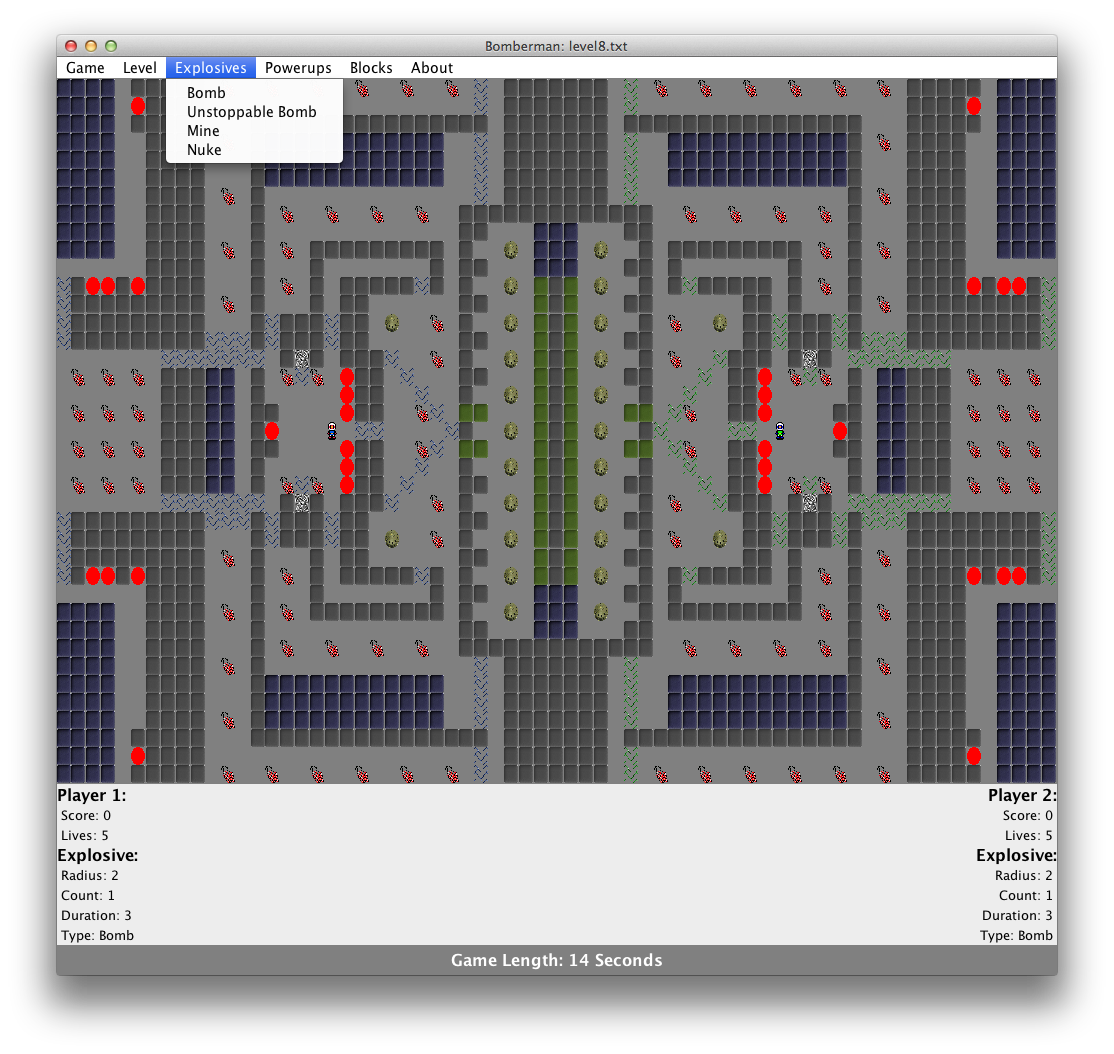 Bomberman: level8.txt
Game Level Explosives Powerups Blocks About
Bomb
Unstoppable Bomb
Mine
Nuke
Player 1: Player 2:
Score: 0 Score: 0
Lives: 5 Lives: 5
Explosive: Explosive:
Radius: 2 Radius: 2
Count: 1 Count: 1
Duration: 3 Duration: 3
Type: Bomb Type: Bomb
Game Length: 14 Seconds